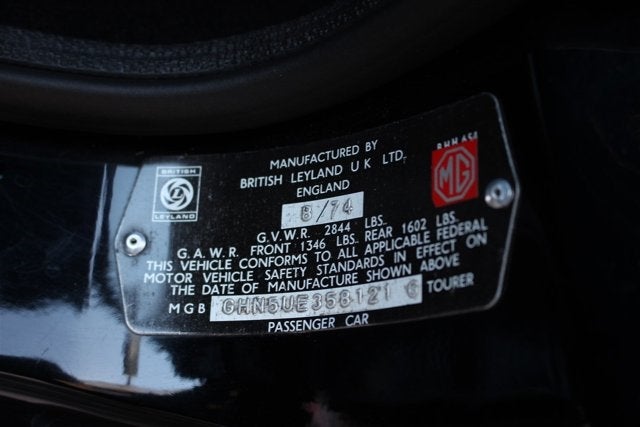 MANUFACTURED BY
BRITISH LEYLAND U K LTD.
ENGLAND
BRITISH
LEYLAND
MG
8/74
G.V.W.R. 2844 LBS.
G.A.W.R. FRONT 1346 LBS. REAR 1602 LBS.
THIS VEHICLE CONFORMS TO ALL APPLICABLE FEDERAL
MOTOR VEHICLE SAFETY STANDARDS IN EFFECT ON
THE DATE OF MANUFACTURE SHOWN ABOVE
MGB GHN5UE358121 G TOURER
PASSENGER CAR